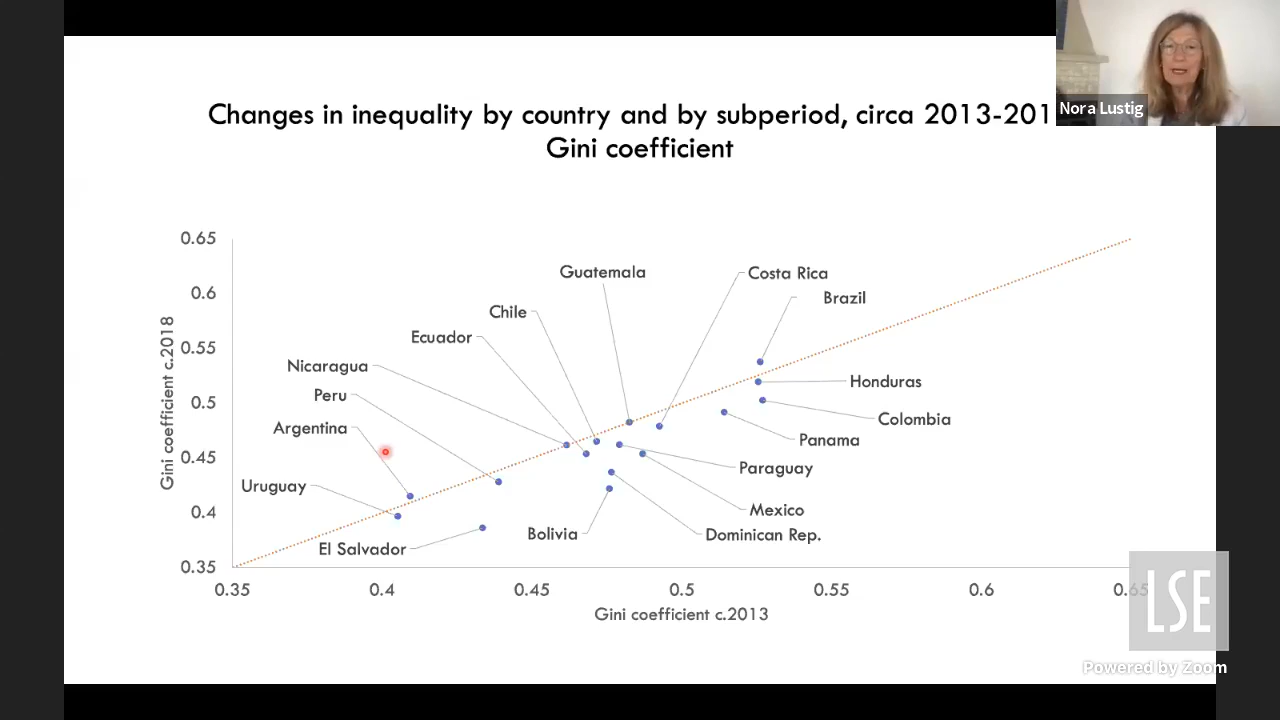 Nora Lustig
Changes in inequality by country and by subperiod, circa 2013-201
Gini coefficient
0.65
0.6
0.55
0.5
0.45
0.4
0.35
Gini coefficient c.2018
Guatemala
Costa Rica
Brazil
Chile
Ecuador
Nicaragua
Honduras
Peru
Colombia
Argentina
Panama
Paraguay
Uruguay
Mexico
Bolivia
Dominican Rep.
El Salvador
0.35
0.4
0.45
0.5
0.55
0.6
0.65
Gini coefficient c.2013
LSE
Powered by Zoom